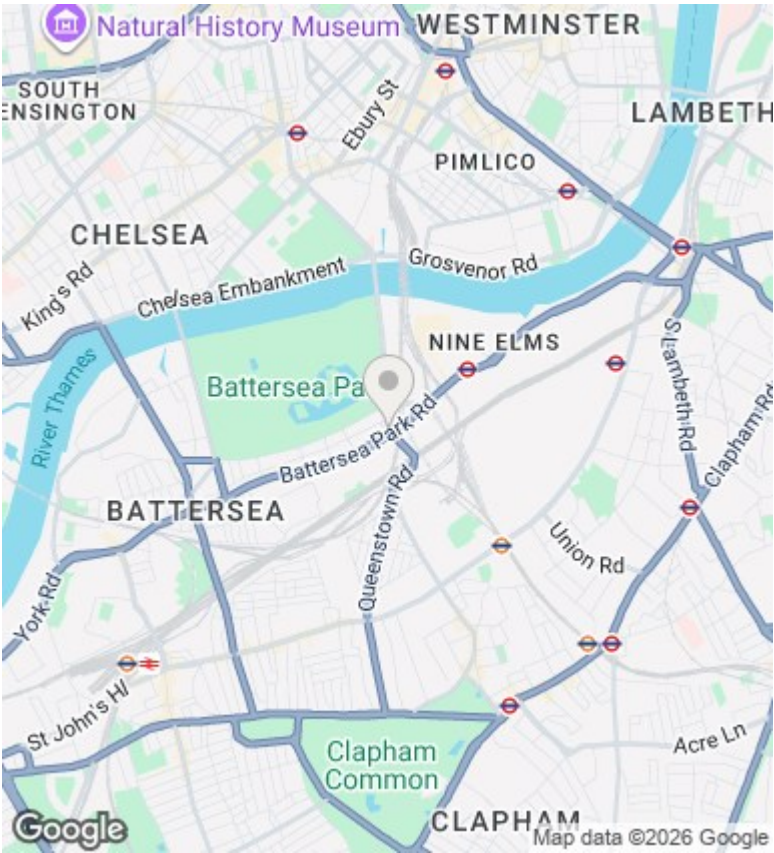 Natural History Museum
WESTMINSTER
SOUTH
ENSINGTON
Ebury St
LAMBETH
PIMLICO
CHELSEA
King's Rd
Chelsea Embankment
Grosvenor Rd
River Thames
NINE ELMS
Battersea Pa
S Lambeth Rd
Clapham Rd
Battersea Park Rd
BATTERSEA
Queenstown Rd
Union Rd
York Rd
St John's H
Acre Ln
Clapham
Common
CLAPHAM
Google
Map data ©2026 Google